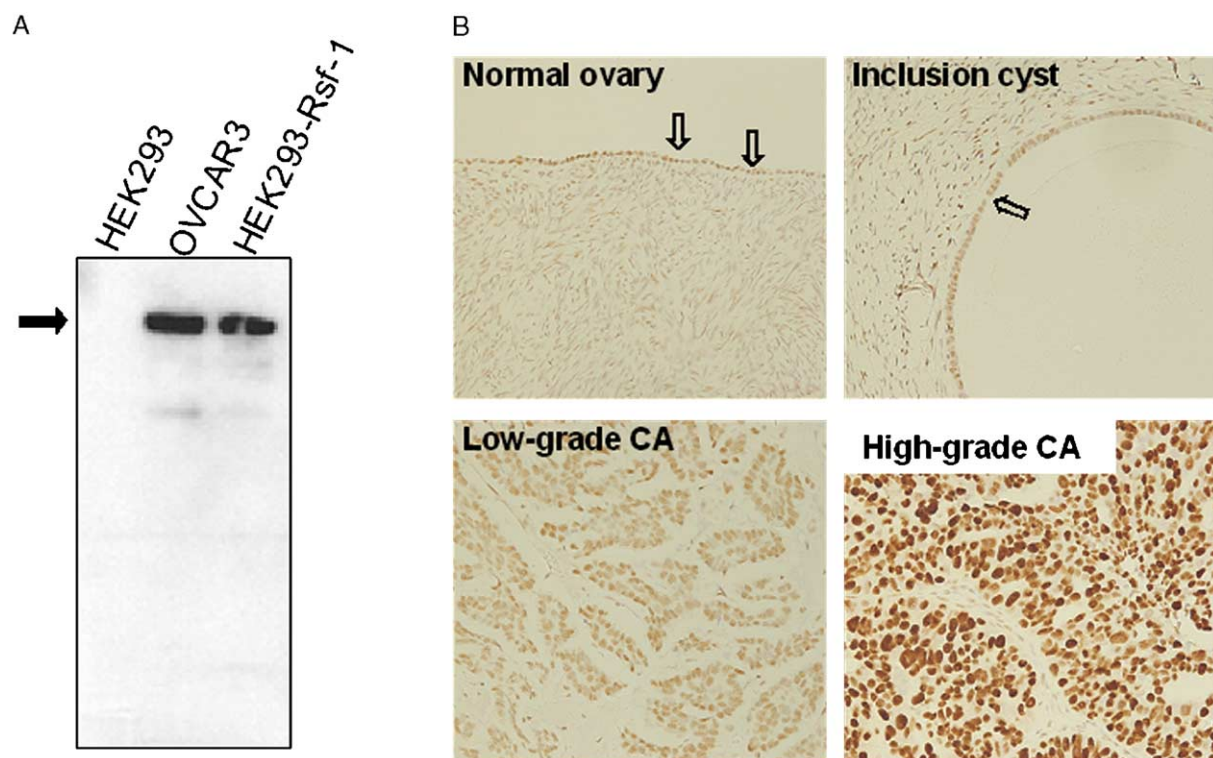 A
HEK293
OVCAR3
HEK293-Rsf-1
B
Normal ovary
Inclusion cyst
Low-grade CA
High-grade CA